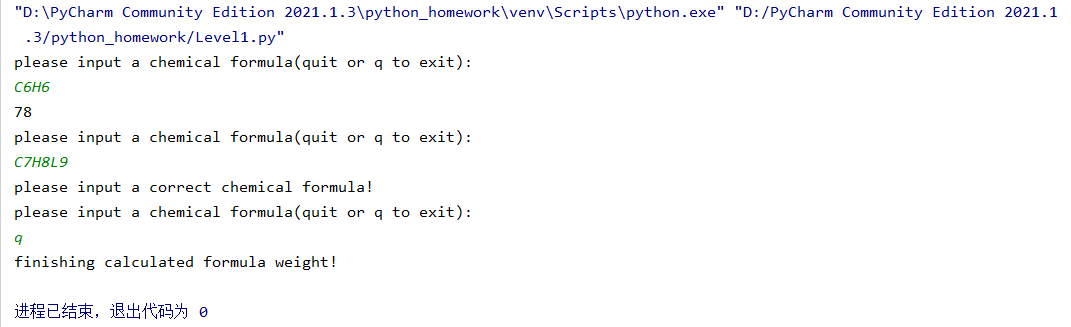 "D:\PyCharm Community Edition 2021.1.3\python_homework\venv\Scripts\python.exe" "D:/PyCharm Community Edition 2021.1
.3/python_homework/Level1.py"
please input a chemical formula(quit or q to exit):
C6H6
78
please input a chemical formula(quit or q to exit):
C7H8L9
please input a correct chemical formula!
please input a chemical formula(quit or q to exit):
q
finishing calculated formula weight!
进程已结束，退出代码为 0